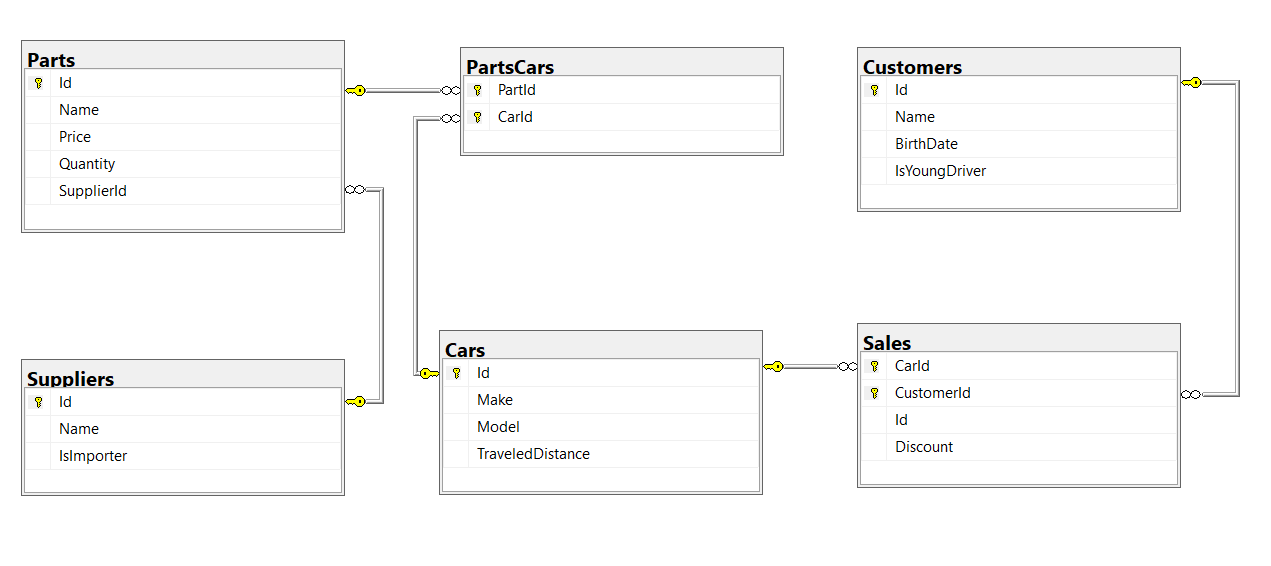 Parts
Id
Name
Price
Quantity
SupplierId
PartsCars
PartId
CarId
Customers
Id
Name
BirthDate
IsYoungDriver
Suppliers
Id
Name
IsImporter
Cars
Id
Make
Model
TraveledDistance
Sales
CarId
CustomerId
Id
Discount